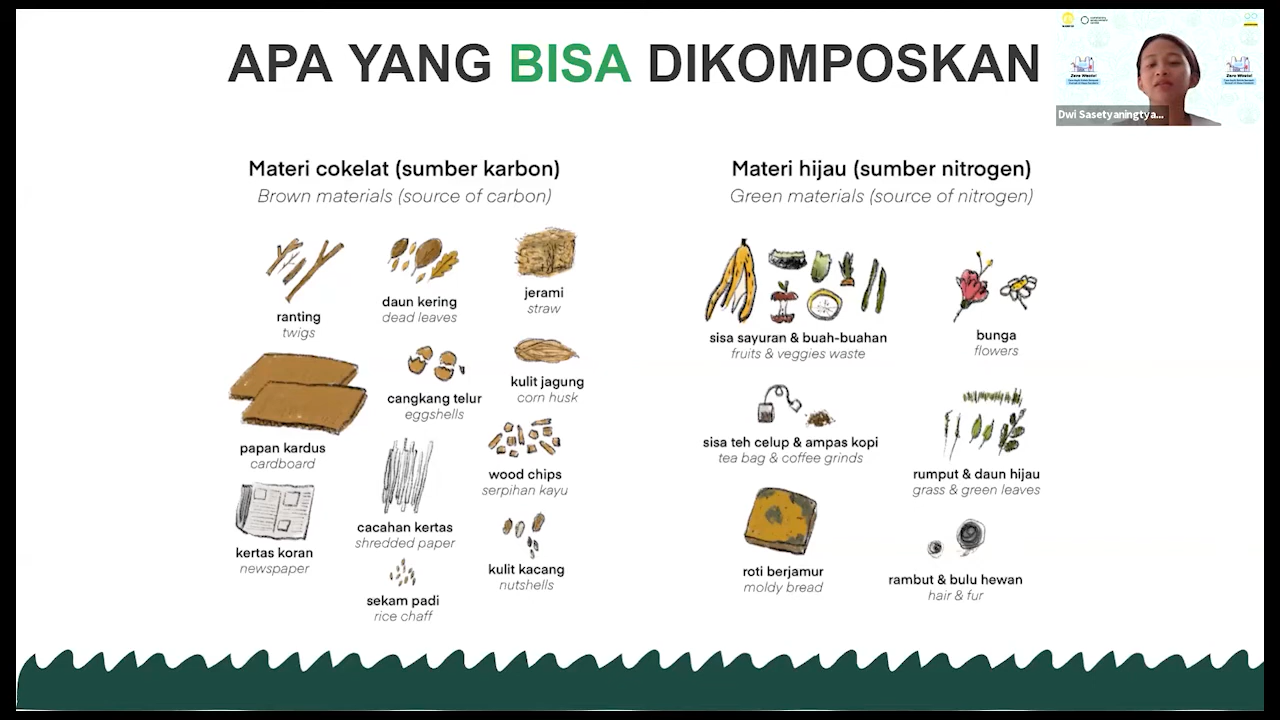 APA YANG BISA DIKOMPOSKAN
Zero Waste!
Zero Waste!
Dwi Sasetyaningtya...
Materi cokelat (sumber karbon)
Brown materials (source of carbon)
ranting
twigs
daun kering
dead leaves
jerami
straw
papan kardus
cardboard
cangkang telur
eggshells
kulit jagung
corn husk
kertas koran
newspaper
cacahan kertas
shredded paper
wood chips
serpihan kayu
sekam padi
rice chaff
kulit kacang
nutshells
Materi hijau (sumber nitrogen)
Green materials (source of nitrogen)
sisa sayuran & buah-buahan
fruits & veggies waste
bunga
flowers
sisa teh celup & ampas kopi
tea bag & coffee grinds
rumput & daun hijau
grass & green leaves
roti berjamur
moldy bread
rambut & bulu hewan
hair & fur